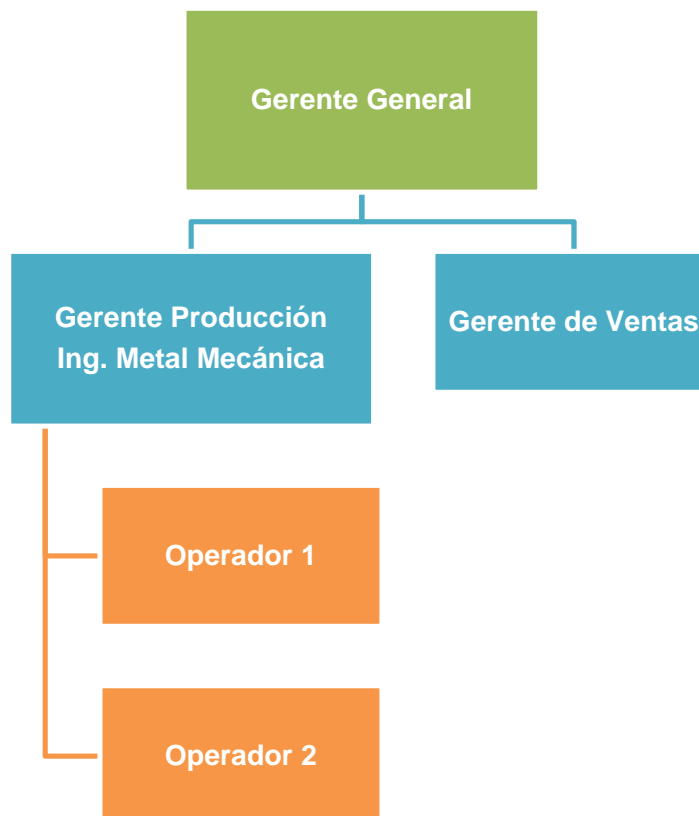 Gerente General
Gerente Producción
Ing. Metal Mecánica
Gerente de Ventas
Operador 1
Operador 2